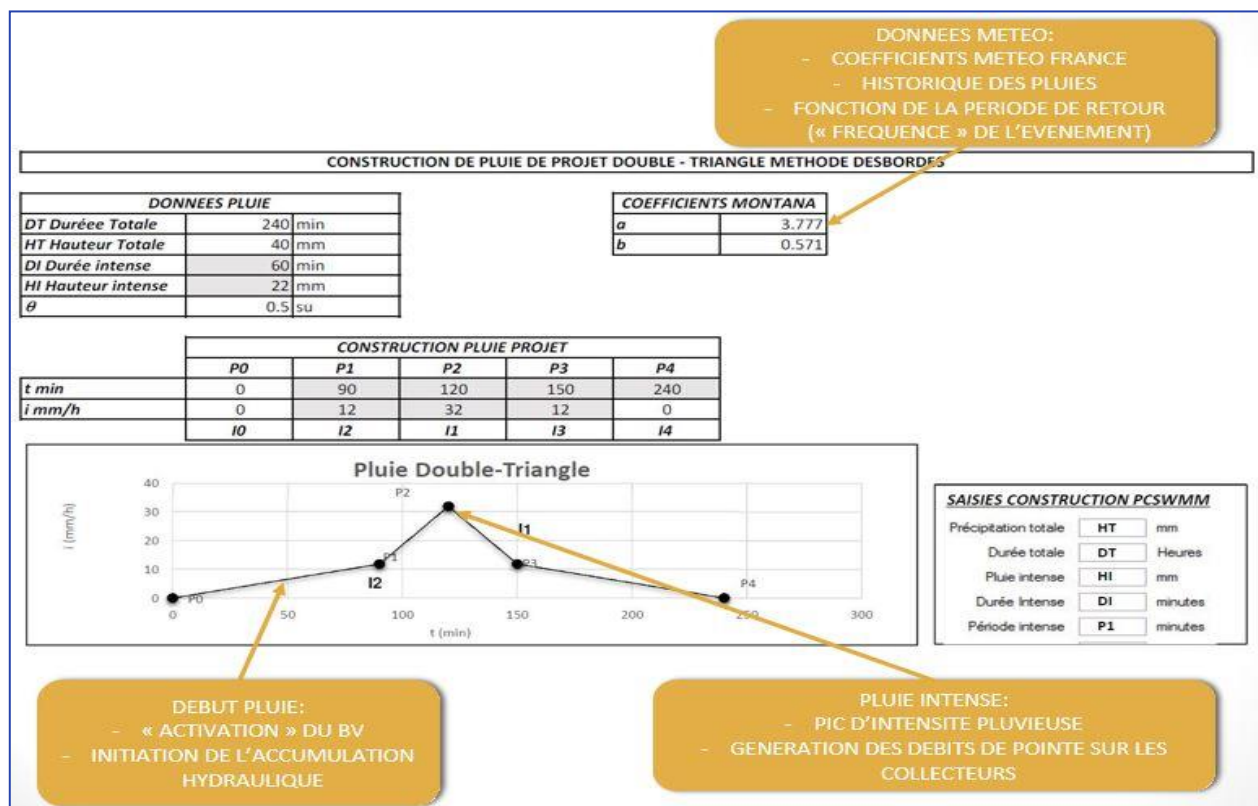 DONNEES METEO:
- COEFFICIENTS METEO FRANCE
- HISTORIQUE DES PLUIES
- FONCTION DE LA PERIODE DE RETOUR
(« FREQUENCE » DE L'EVENEMENT)
CONSTRUCTION DE PLUIE DE PROJET DOUBLE - TRIANGLE METHODE DESBORDES
DONNEES PLUIE
DT Duréee Totale 240 min
HT Hauteur Totale 40 mm
DI Durée intense 60 min
HI Hauteur intense 22 mm
θ 0.5 su
COEFFICIENTS MONTANA
a 3.777
b 0.571
CONSTRUCTION PLUIE PROJET
P0 P1 P2 P3 P4
t min 0 90 120 150 240
i mm/h 0 12 32 12 0
I0 I2 I1 I3 I4
Pluie Double-Triangle
i (mm/h)
40
30
20
10
0
P0
P1
P2
P3
P4
I2
I1
0 50 100 150 200 250 300
t (min)
SAISIES CONSTRUCTION PCSWMM
Précipitation totale HT mm
Durée totale DT Heures
Pluie intense HI mm
Durée Intense DI minutes
Période intense P1 minutes
DEBUT PLUIE:
- « ACTIVATION » DU BV
- INITIATION DE L'ACCUMULATION
HYDRAULIQUE
PLUIE INTENSE:
- PIC D'INTENSITE PLUVIEUSE
- GENERATION DES DEBITS DE POINTE SUR LES
COLLECTEURS